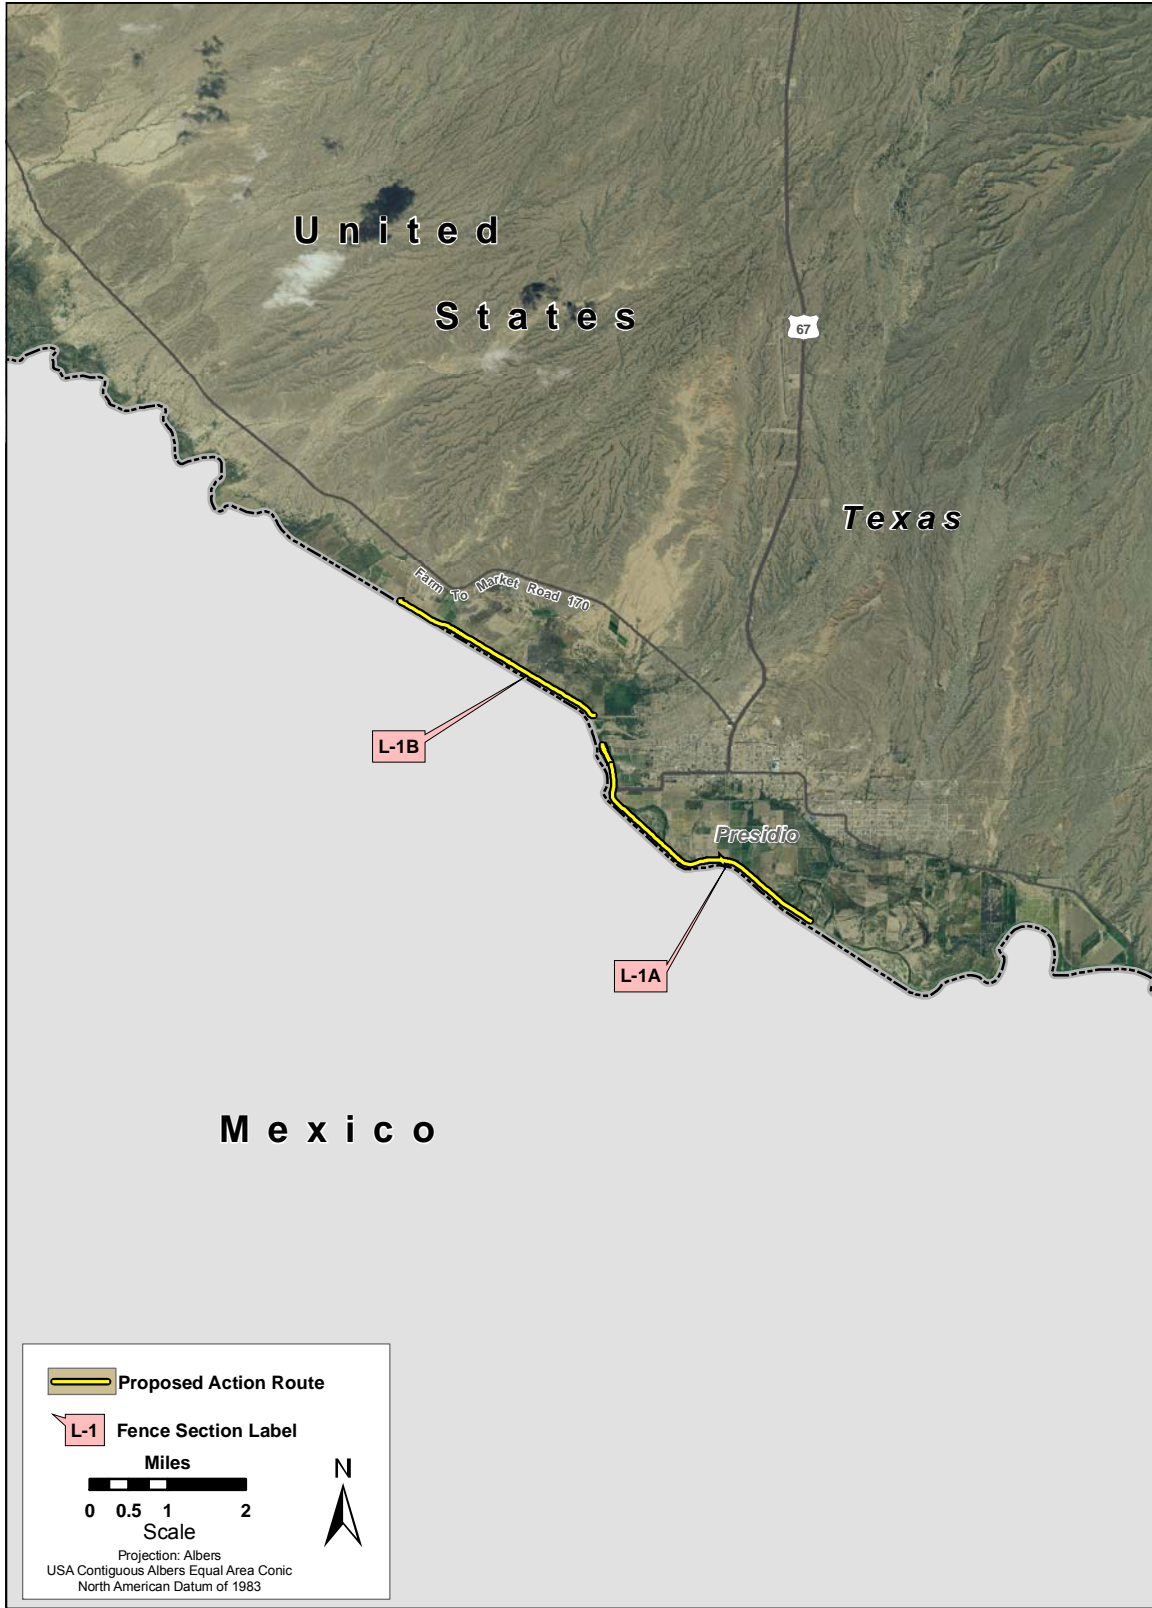 United
States
67
Texas
Farm To Market Road 170
L-1B
Presidio
L-1A
Mexico
Proposed Action Route
L-1 Fence Section Label
Miles
0 0.5 1 2
Scale
N
Projection: Albers
USA Contiguous Albers Equal Area Conic
North American Datum of 1983